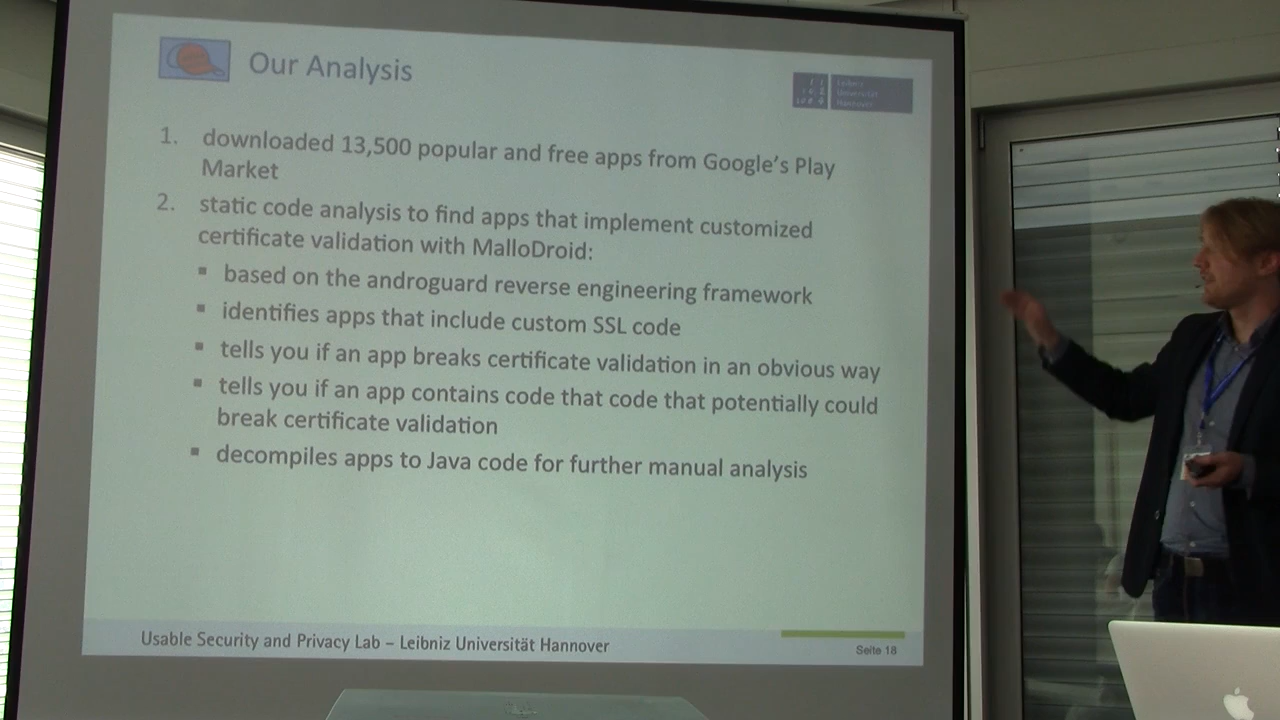 Our Analysis
Leibniz
Universität
Hannover
1. downloaded 13,500 popular and free apps from Google's Play
Market
2. static code analysis to find apps that implement customized
certificate validation with MalloDroid:
▪ based on the androguard reverse engineering framework
▪ identifies apps that include custom SSL code
▪ tells you if an app breaks certificate validation in an obvious way
▪ tells you if an app contains code that code that potentially could
break certificate validation
▪ decompiles apps to Java code for further manual analysis
Usable Security and Privacy Lab – Leibniz Universität Hannover
Seite 18